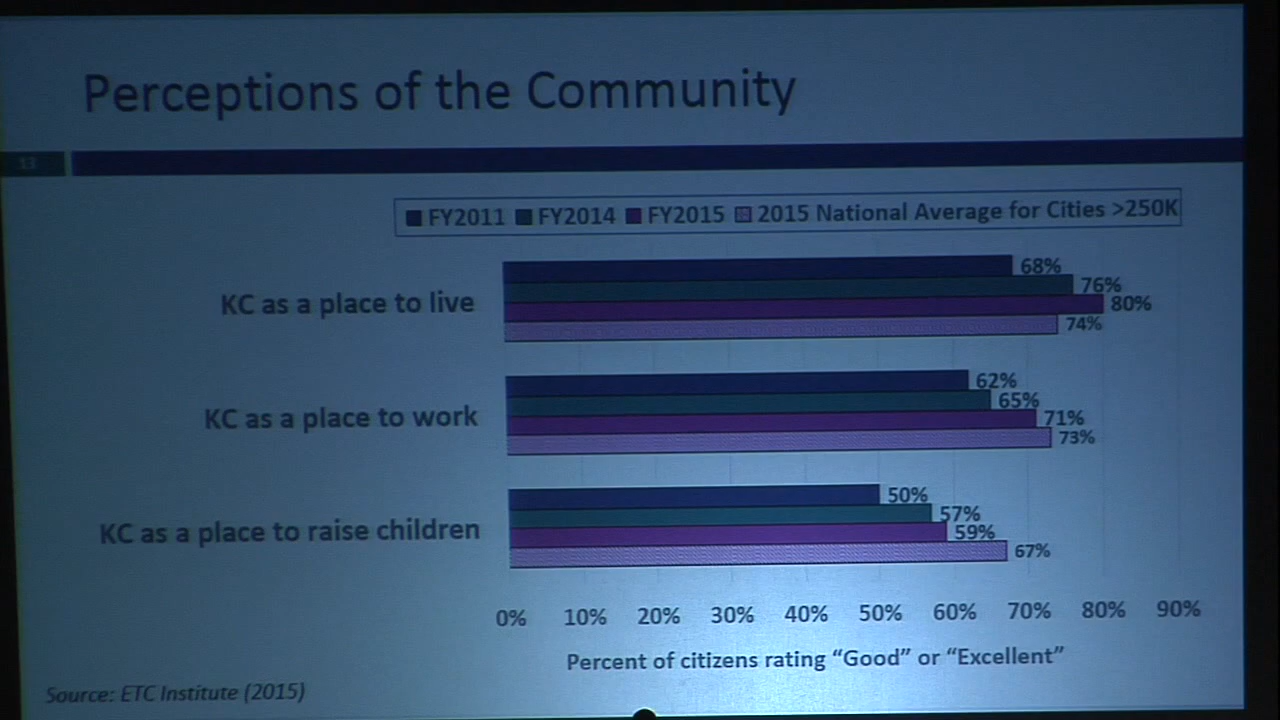 Perceptions of the Community
13
FY2011 FY2014 FY2015 2015 National Average for Cities >250K
KC as a place to live
68%
76%
80%
74%
KC as a place to work
62%
65%
71%
73%
KC as a place to raise children
50%
57%
59%
67%
0% 10% 20% 30% 40% 50% 60% 70% 80% 90%
Percent of citizens rating “Good” or “Excellent”
Source: ETC Institute (2015)